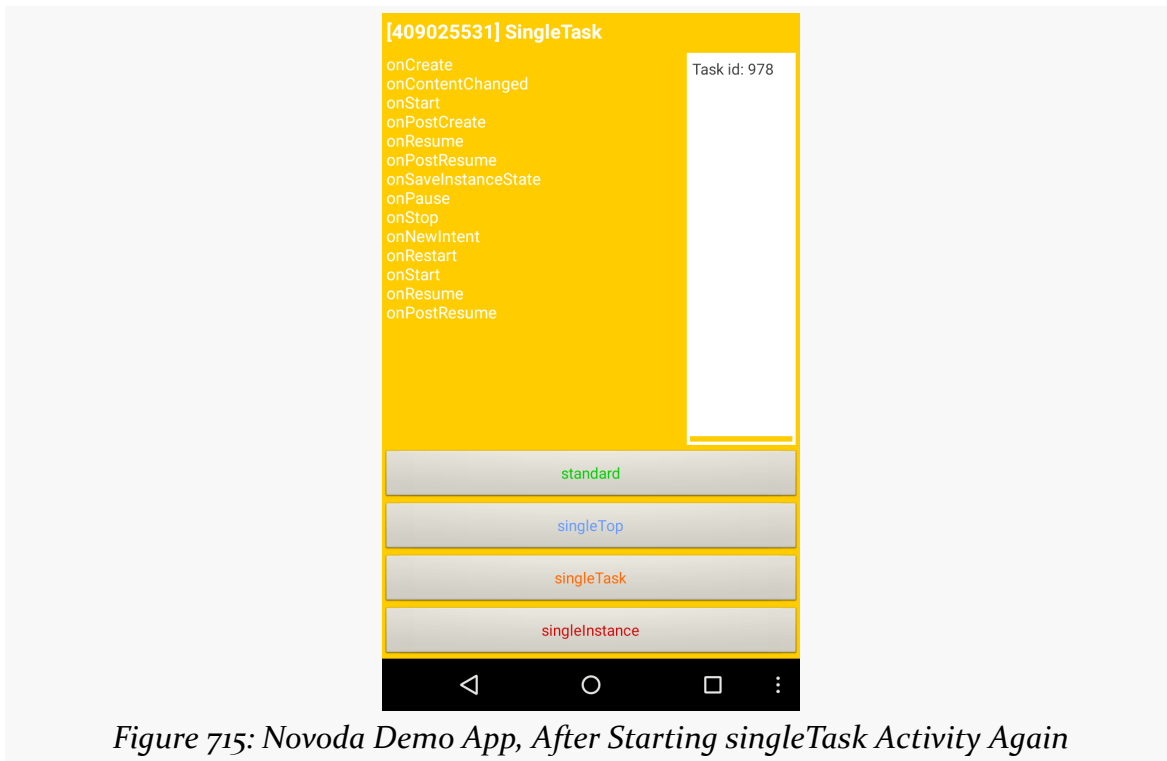 [409025531] SingleTask
onCreate
onContentChanged
onStart
onPostCreate
onResume
onPostResume
onSaveInstanceState
onPause
onStop
onNewIntent
onRestart
onStart
onResume
onPostResume
Task id: 978
standard
singleTop
singleTask
singleInstance
Figure 715: Novoda Demo App, After Starting singleTask Activity Again